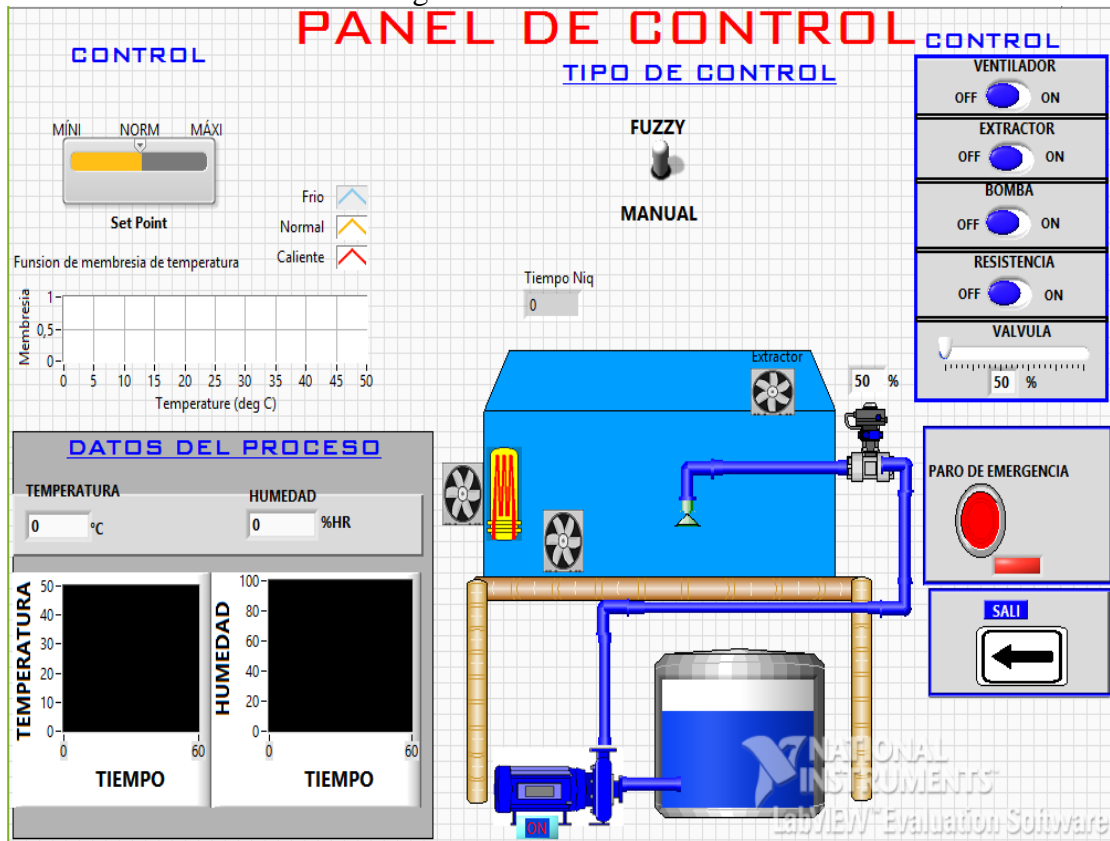 PANEL DE CONTROL
CONTROL
MÍNI NORM MÁXI
Set Point
Frio
Normal
Caliente
Funsion de membresia de temperatura
Membresia
1
0,5
0
0 5 10 15 20 25 30 35 40 45 50
Temperature (deg C)
TIPO DE CONTROL
FUZZY
MANUAL
Tiempo Niq
0
CONTROL
VENTILADOR
OFF ON
EXTRACTOR
OFF ON
BOMBA
OFF ON
RESISTENCIA
OFF ON
VALVULA
50 %
Extractor
50 %
DATOS DEL PROCESO
TEMPERATURA
0 °C
HUMEDAD
0 %HR
TEMPERATURA
50
40
30
20
10
0
0 60
TIEMPO
HUMEDAD
100
80
60
40
20
0
0 60
TIEMPO
ON
PARO DE EMERGENCIA
SALI
NATIONAL
INSTRUMENTS
LabVIEW™ Evaluation Software